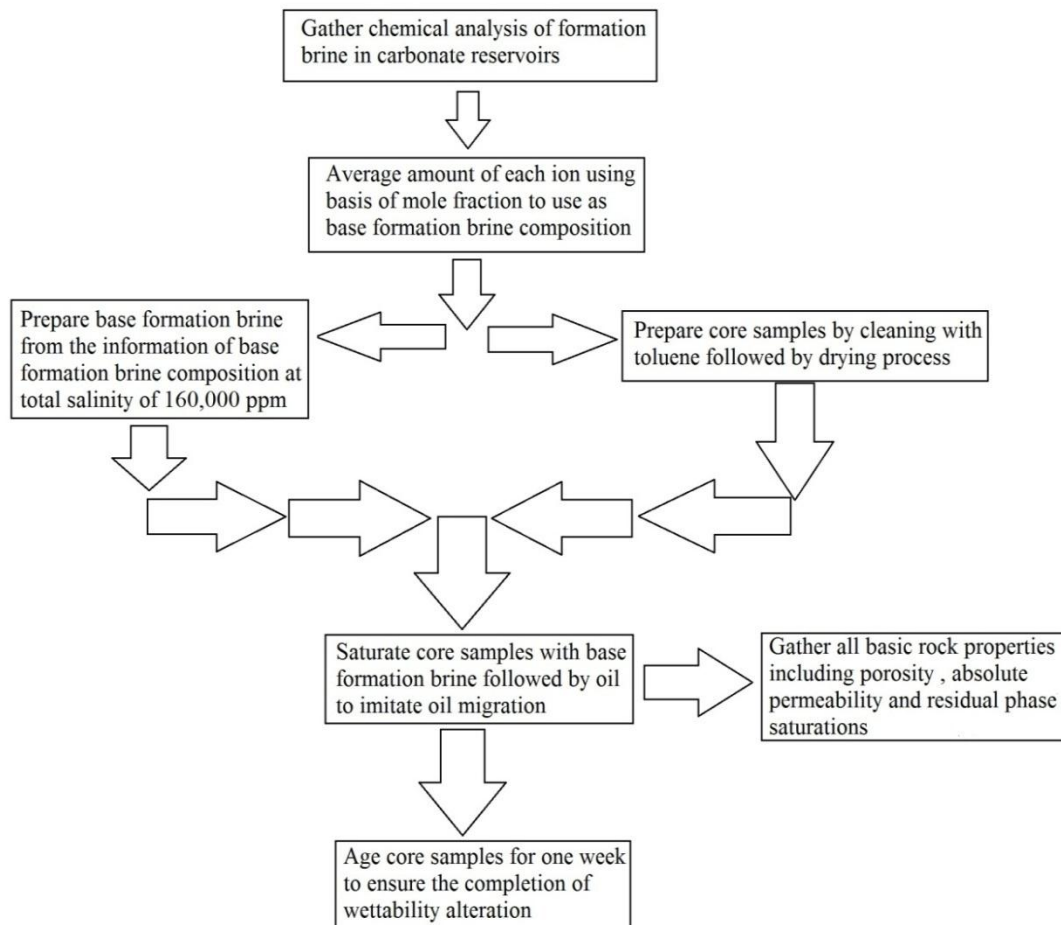 Gather chemical analysis of formation
brine in carbonate reservoirs
Average amount of each ion using
basis of mole fraction to use as
base formation brine composition
Prepare base formation brine
from the information of base
formation brine composition at
total salinity of 160,000 ppm
Prepare core samples by cleaning with
toluene followed by drying process
Saturate core samples with base
formation brine followed by oil
to imitate oil migration
Gather all basic rock properties
including porosity , absolute
permeability and residual phase
saturations
Age core samples for one week
to ensure the completion of
wettability alteration